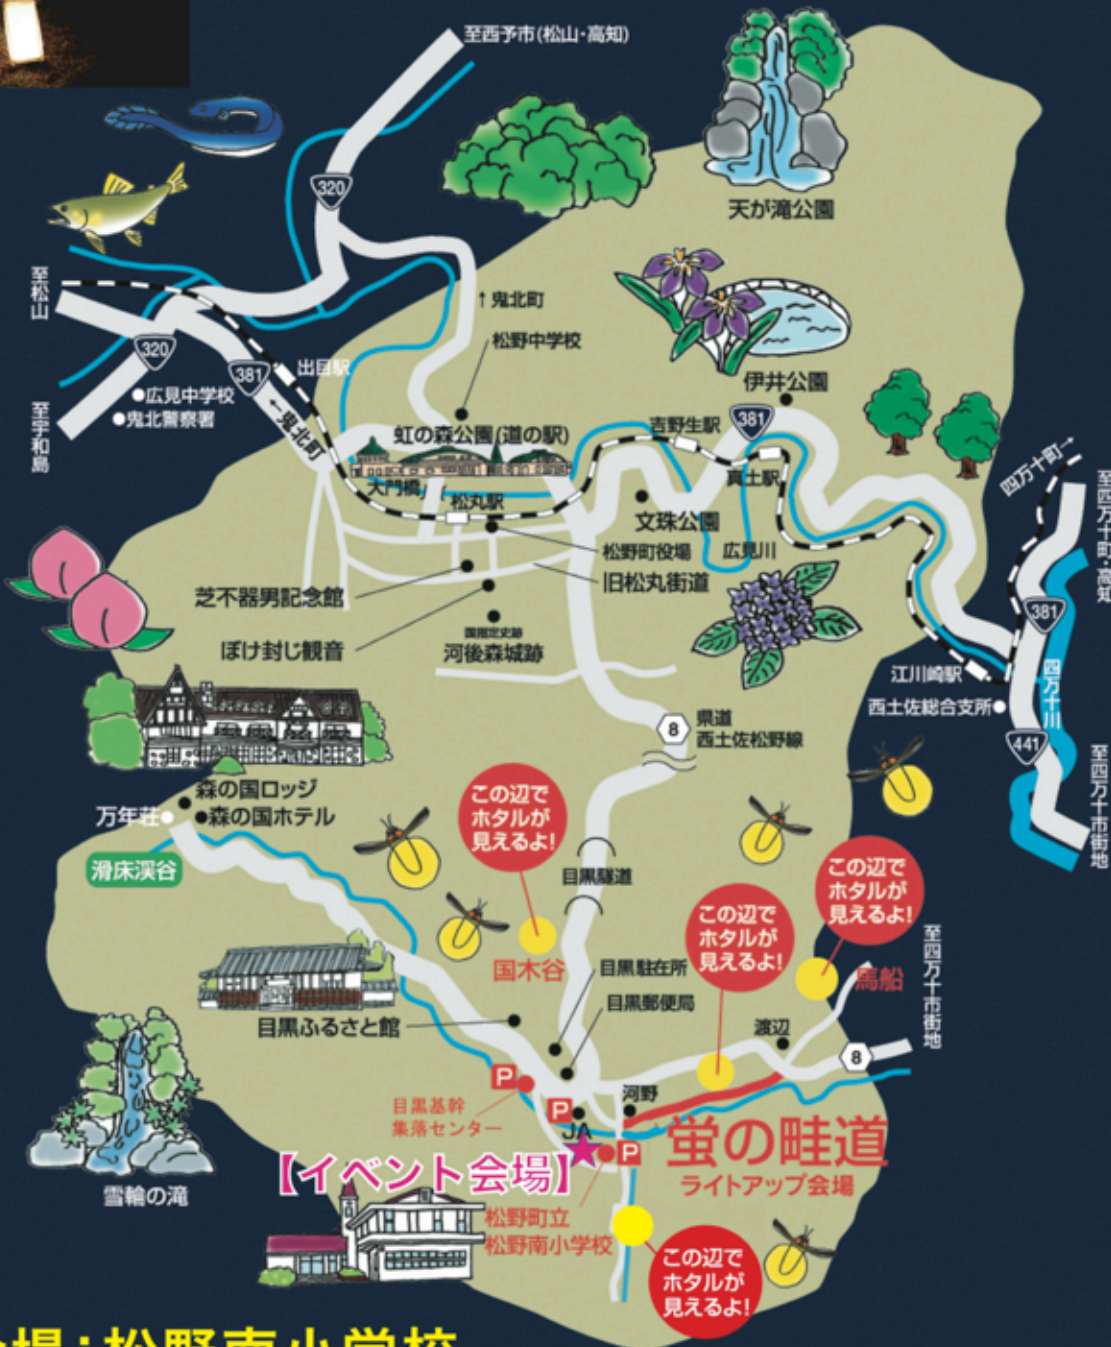 至西予市(松山・高知)
320
天が滝公園
至松山
↑鬼北町
松野中学校
320
381
出目駅
広見中学校
鬼北警察署
至宇和島
←鬼北町
伊井公園
吉野生駅
381
虹の森公園(道の駅)
大門橋
松丸駅
真土駅
四万十町→
至四万十町・高知
文珠公園
松野町役場
広見川
旧松丸街道
芝不器男記念館
ぼけ封じ観音
国指定史跡
河後森城跡
381
江川崎駅
西土佐総合支所
四万十川
441
至四万十市街地
8
県道
西土佐松野線
森の国ロッジ
万年荘
森の国ホテル
滑床渓谷
この辺で
ホタルが
見えるよ!
目黒隧道
この辺で
ホタルが
見えるよ!
この辺で
ホタルが
見えるよ!
国木谷
目黒駐在所
目黒郵便局
馬船
至四万十市街地
目黒ふるさと館
渡辺
8
P
目黒基幹
集落センター
P
JA
河野
P
蛍の畦道
ライトアップ会場
【イベント会場】
雪輪の滝
松野町立
松野南小学校
この辺で
ホタルが
見えるよ!
場:松野南小学校